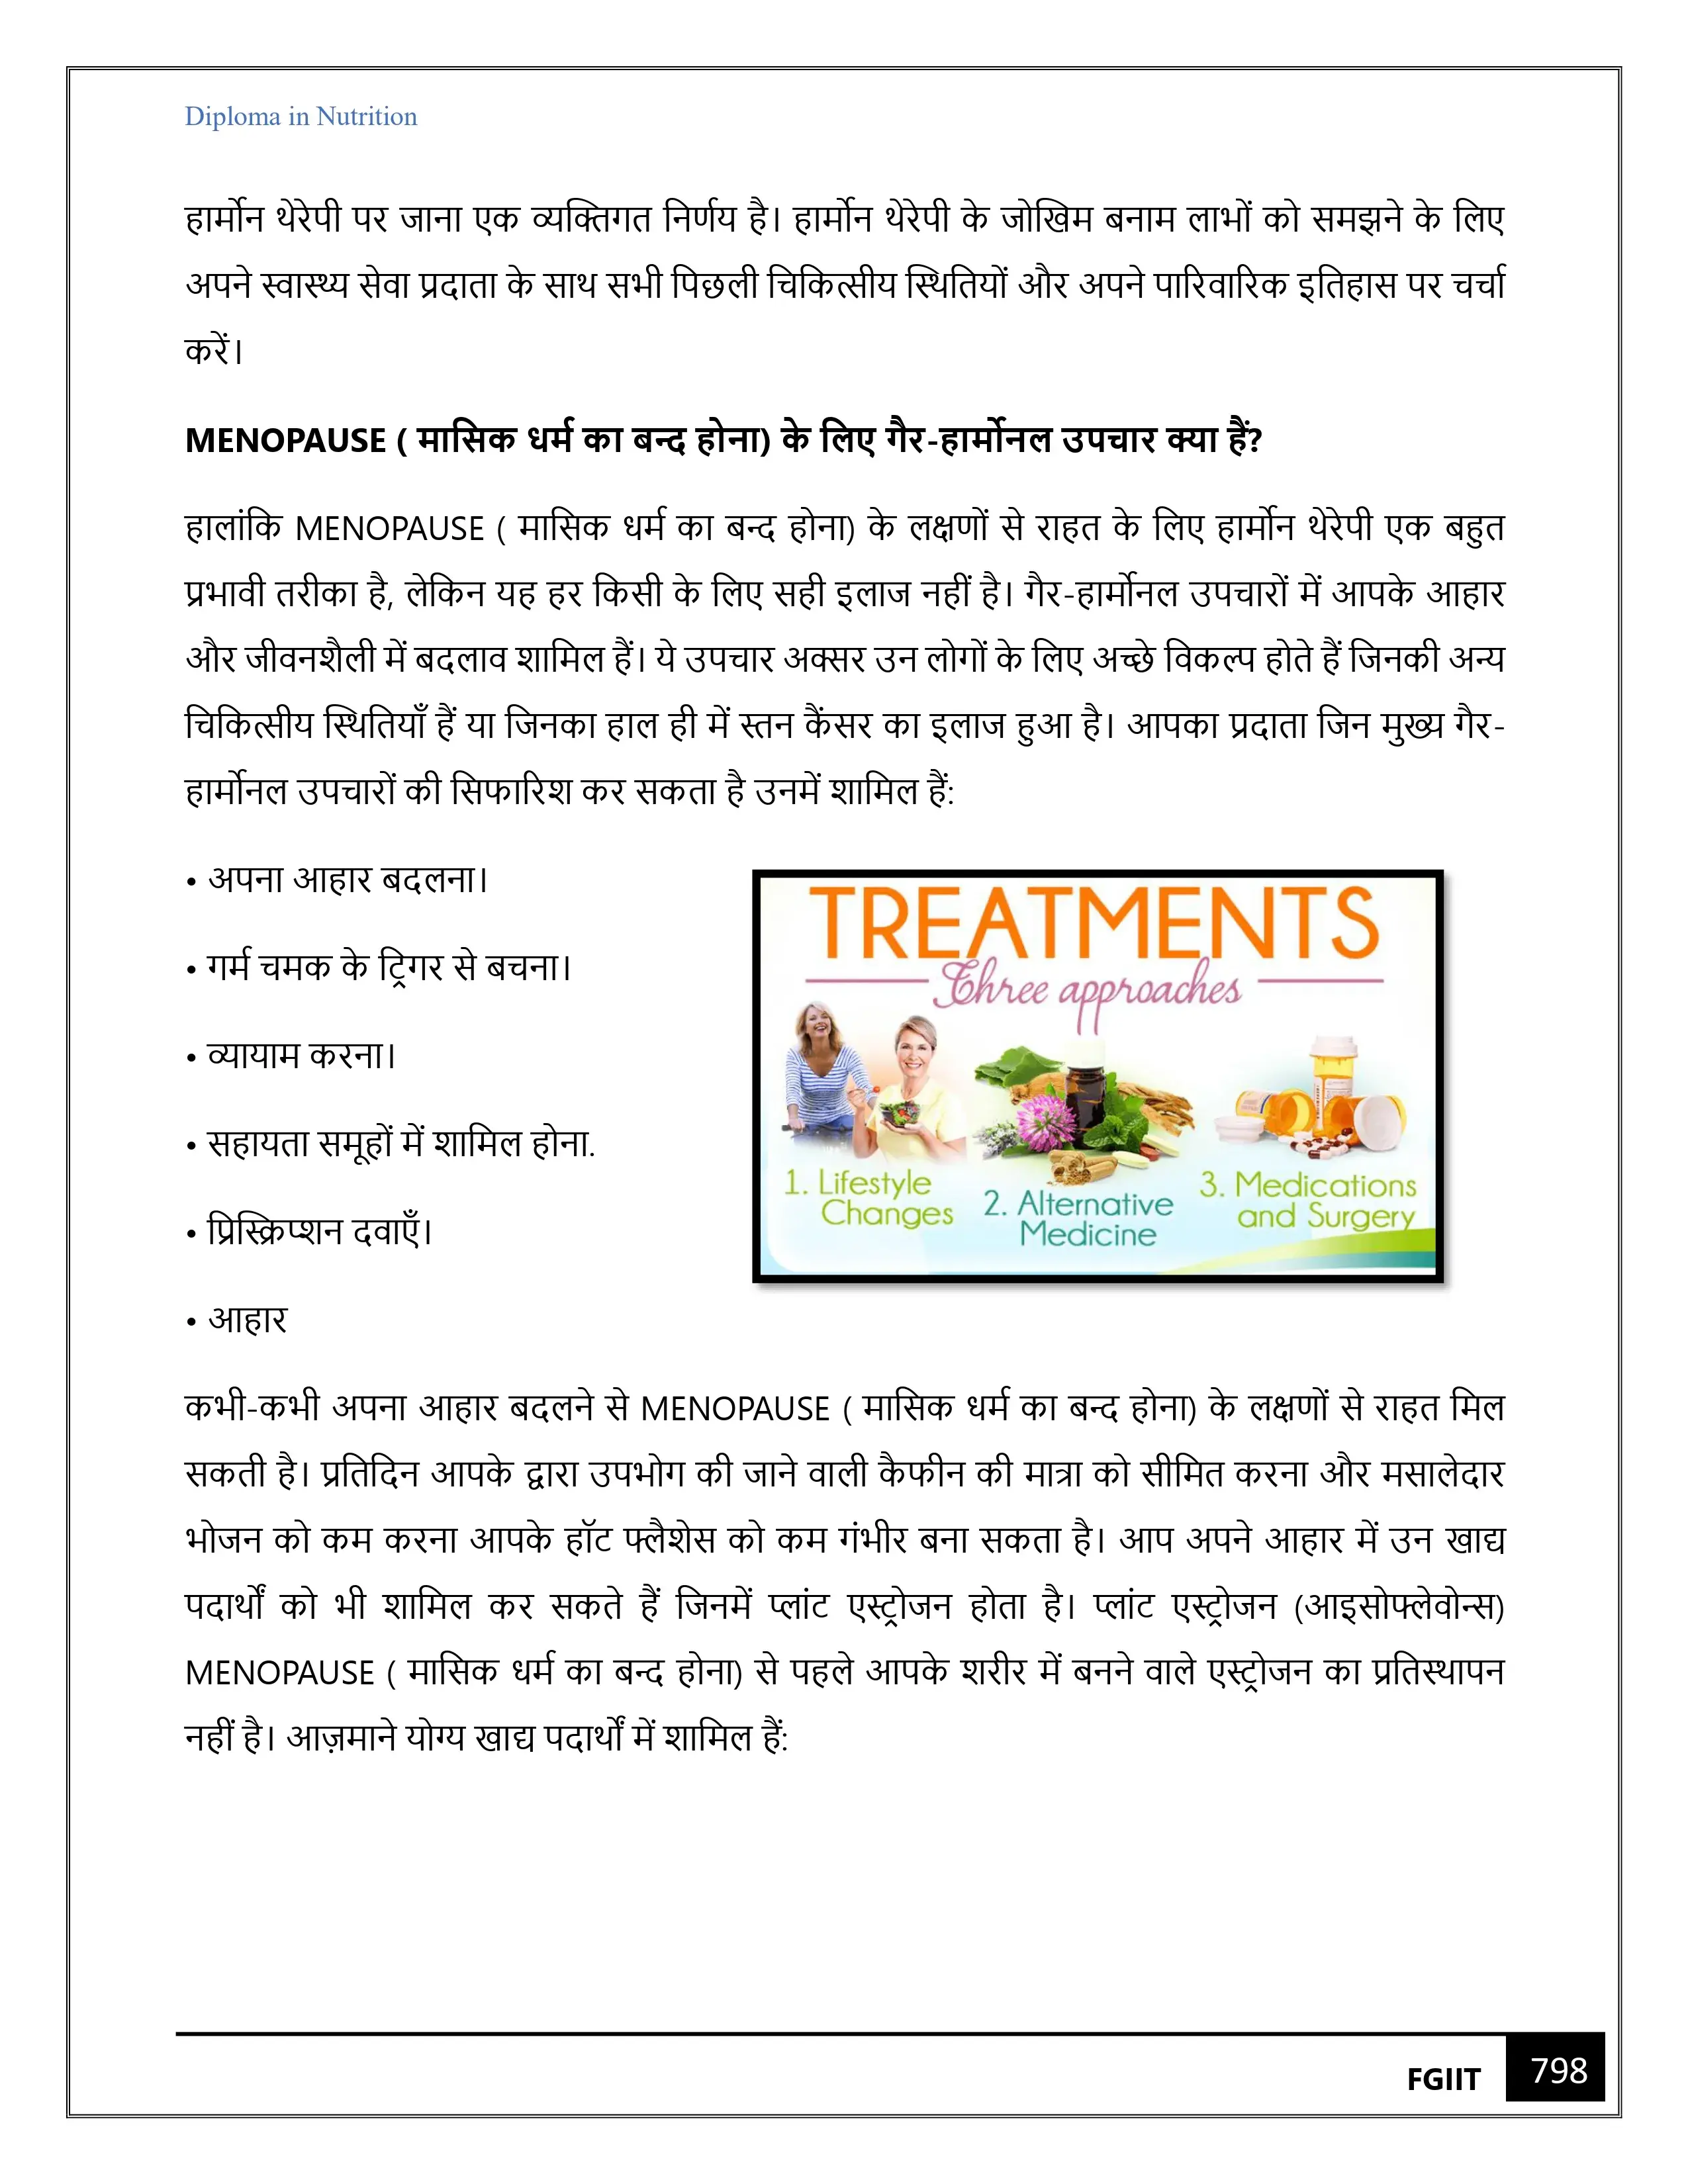 Diploma in Nutrition
हार्मोन थेरेपी पर जाना एक व्यक्तिगत निर्णय है। हार्मोन थेरेपी के जोखिम बनाम लाभों को समझने के लिए
अपने स्वास्थ्य सेवा प्रदाता के साथ सभी पिछली चिकित्सीय स्थितियों और अपने पारिवारिक इतिहास पर चर्चा
करें।
MENOPAUSE ( मासिक धर्म का बन्द होना) के लिए गैर-हार्मोनल उपचार क्या हैं?
हालांकि MENOPAUSE ( मासिक धर्म का बन्द होना) के लक्षणों से राहत के लिए हार्मोन थेरेपी एक बहुत
प्रभावी तरीका है, लेकिन यह हर किसी के लिए सही इलाज नहीं है। गैर-हार्मोनल उपचारों में आपके आहार
और जीवनशैली में बदलाव शामिल हैं। ये उपचार अक्सर उन लोगों के लिए अच्छे विकल्प होते हैं जिनकी अन्य
चिकित्सीय स्थितियाँ हैं या जिनका हाल ही में स्तन कैंसर का इलाज हुआ है। आपका प्रदाता जिन मुख्य गैर-
हार्मोनल उपचारों की सिफारिश कर सकता है उनमें शामिल हैं:
• अपना आहार बदलना।
• गर्म चमक के ट्रिगर से बचना।
• व्यायाम करना।
• सहायता समूहों में शामिल होना.
• प्रिस्क्रिप्शन दवाएँ।
• आहार
TREATMENTS
Three approaches
1. Lifestyle
Changes
2. Alternative
Medicine
3. Medications
and Surgery
कभी-कभी अपना आहार बदलने से MENOPAUSE ( मासिक धर्म का बन्द होना) के लक्षणों से राहत मिल
सकती है। प्रतिदिन आपके द्वारा उपभोग की जाने वाली कैफीन की मात्रा को सीमित करना और मसालेदार
भोजन को कम करना आपके हॉट फ्लैशेस को कम गंभीर बना सकता है। आप अपने आहार में उन खाद्य
पदार्थों को भी शामिल कर सकते हैं जिनमें प्लांट एस्ट्रोजन होता है। प्लांट एस्ट्रोजन (आइसोफ्लेवोन्स)
MENOPAUSE ( मासिक धर्म का बन्द होना) से पहले आपके शरीर में बनने वाले एस्ट्रोजन का प्रतिस्थापन
नहीं है। आज़माने योग्य खाद्य पदार्थों में शामिल हैं:
FGIIT
798